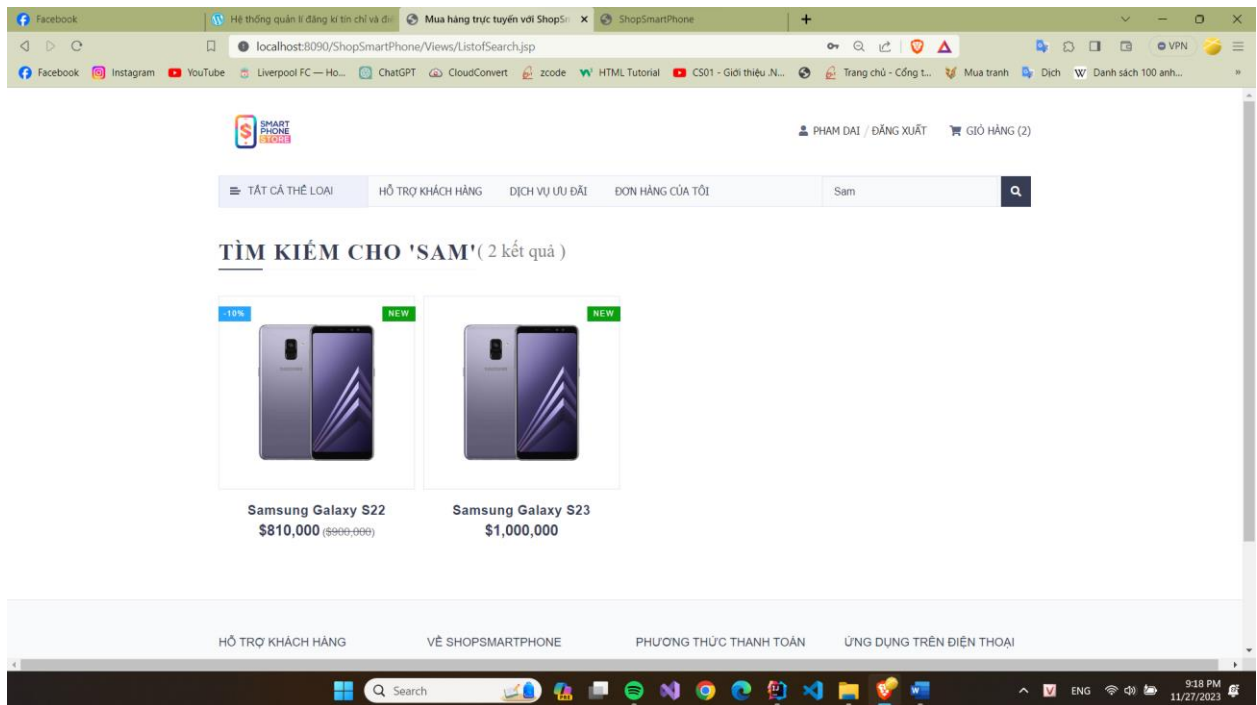 Facebook
Hệ thống quản lí đăng kí tín chỉ và đi
Mua hàng trực tuyến với ShopSm
ShopSmartPhone
localhost:8090/ShopSmartPhone/Views/ListofSearch.jsp
VPN
Facebook
Instagram
YouTube
Liverpool FC — Ho...
ChatGPT
CloudConvert
zcode
HTML Tutorial
CS01 - Giới thiệu .N...
Trang chủ - Cổng t...
Mua tranh
Dịch
Danh sách 100 anh...
SMART
PHONE
STORE
PHAM DAI / ĐĂNG XUẤT
GIỎ HÀNG (2)
TẤT CẢ THỂ LOẠI
HỖ TRỢ KHÁCH HÀNG
DỊCH VỤ ƯU ĐÃI
ĐƠN HÀNG CỦA TÔI
Sam
TÌM KIẾM CHO 'SAM'( 2 kết quả )
-10%
NEW
NEW
SAMSUNG
SAMSUNG
Samsung Galaxy S22
$810,000 ($900,000)
Samsung Galaxy S23
$1,000,000
HỖ TRỢ KHÁCH HÀNG
VỀ SHOPSMARTPHONE
PHƯƠNG THỨC THANH TOÁN
ỨNG DỤNG TRÊN ĐIỆN THOẠI
Search
ENG
9:18 PM
11/27/2023